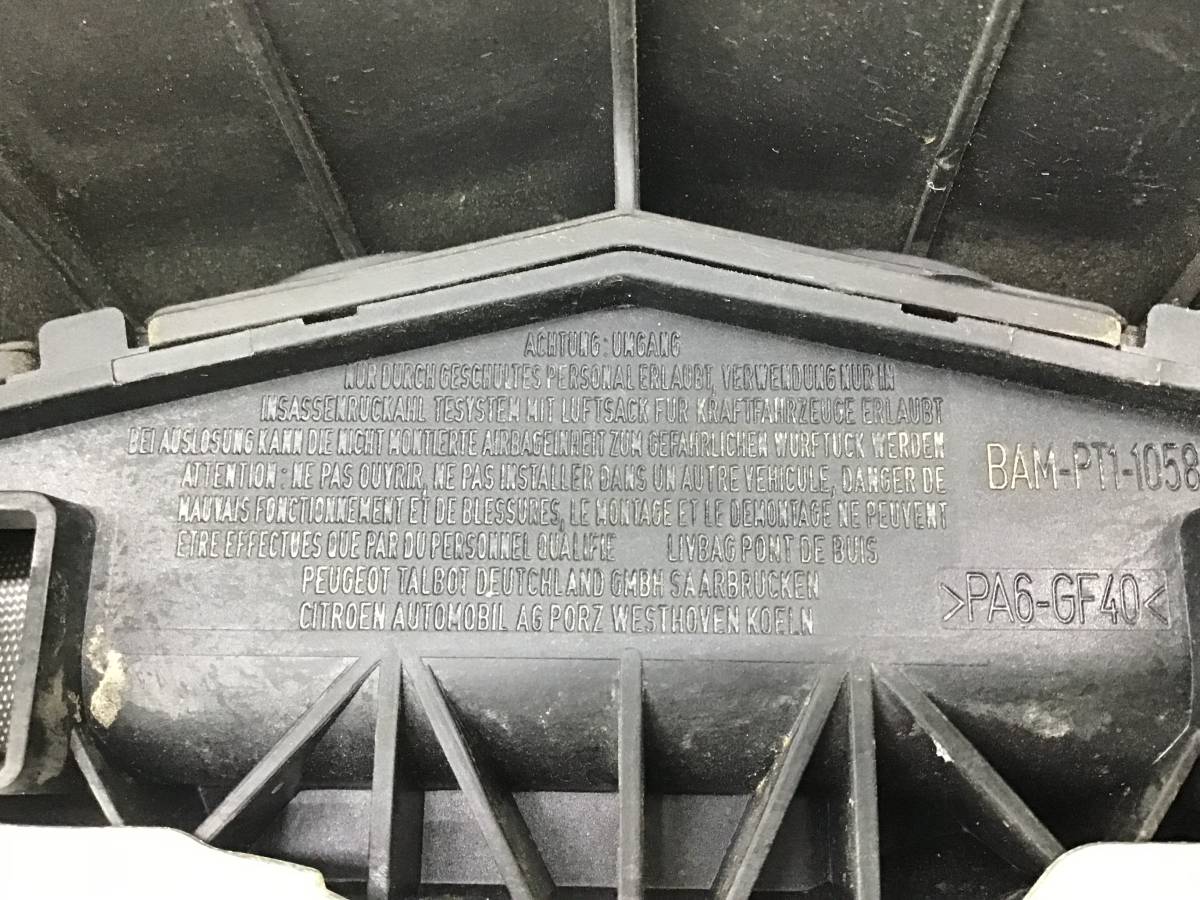 ACHTUNG: UMGANG
NUR DURCH GESCHULTES PERSONAL ERLAUBT, VERWENDUNG NUR IN
INSASSENRUCKAHL TESYSTEM MIT LUFTSACK FUR KRAFTFAHRZEUGE ERLAUBT
BEI AUSLOSUNG KANN DIE NICHT MONTIERTE AIRBAGEINHEIT ZUM GEFAHRLICHEN WURFTUCK WERDEN
ATTENTION: NE PAS OUVRIR, NE PAS INSTALLER DANS UN AUTRE VEHICULE, DANGER DE
MAUVAIS FONCTIONNEMENT ET DE BLESSURES, LE MONTAGE ET LE DEMONTAGE NE PEUVENT
ETRE EFFECTUES QUE PAR DU PERSONNEL QUALIFIE LIVBAG PONT DE BUIS
PEUGEOT TALBOT DEUTCHLAND GMBH SAARBRUCKEN
CITROEN AUTOMOBIL AG PORZ WESTHOVEN KOELN
BAM-PT1-1058
>PA6-GF40<